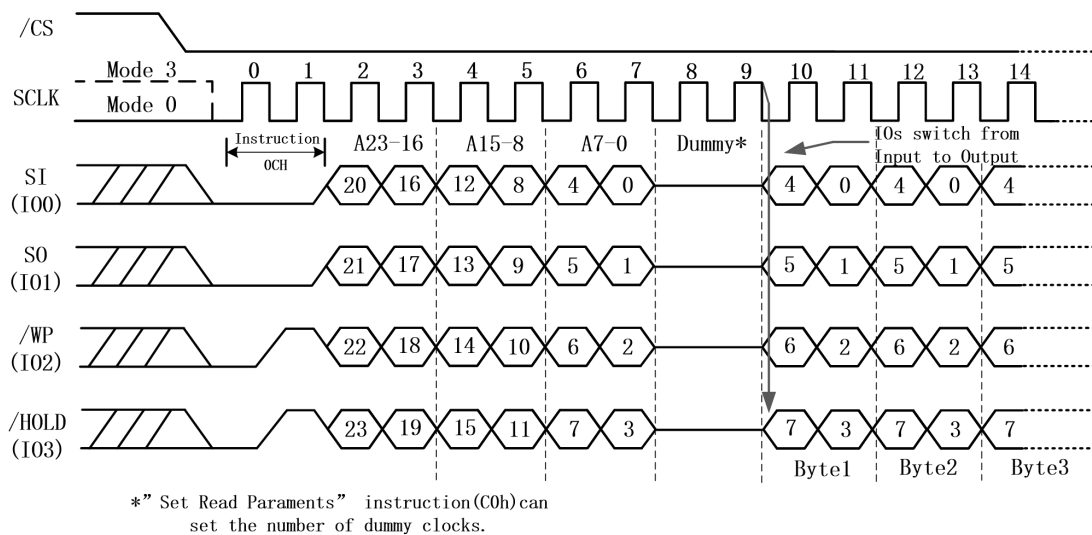 /CS
Mode 3
0 1 2 3 4 5 6 7 8 9 10 11 12 13 14
SCLK
Mode 0
Instruction A23-16 A15-8 A7-0 Dummy* IOs switch from
0CH Input to Output
SI 20 16 12 8 4 0 4 0 4 0 4
(IO0)
SO 21 17 13 9 5 1 5 1 5 1 5
(IO1)
/WP 22 18 14 10 6 2 6 2 6 2 6
(IO2)
/HOLD 23 19 15 11 7 3 7 3 7 3 7
(IO3)
Byte1 Byte2 Byte3
*” Set Read Paraments” instruction(C0h)can
set the number of dummy clocks.